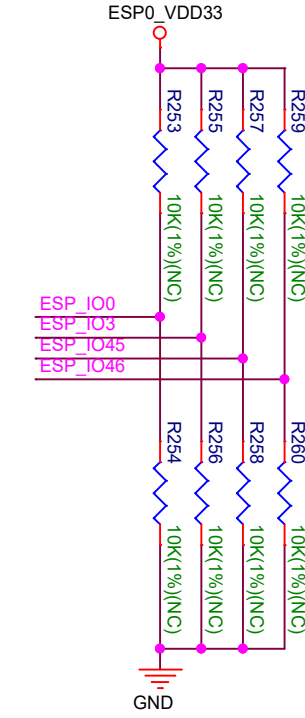 ESP0_VDD33
R253
R255
R257
R259
10K(1%)(NC)
10K(1%)(NC)
10K(1%)(NC)
10K(1%)(NC)
ESP_IO0
ESP_IO3
ESP_IO45
ESP_IO46
R254
R256
R258
R260
10K(1%)(NC)
10K(1%)(NC)
10K(1%)(NC)
10K(1%)(NC)
GND